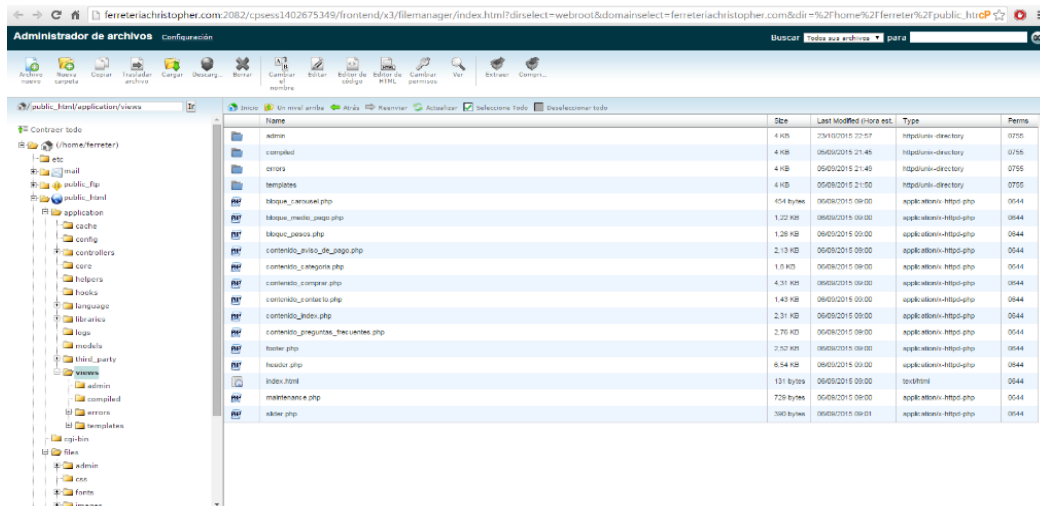 ferreteriachristopher.com:2082/cpsess1402675349/frontend/x3/filemanager/index.html?dirselect=webroot&domainselect=ferreteriachristopher.com&dir=%2Fhome%2Fferreter%2Fpublic_htr
Administrador de archivos Configuración
Buscar Todos sus archivos para
Archivo nuevo
Nueva carpeta
Copiar
Trasladar archivo
Cargar
Descarg...
Borrar
Cambiar el nombre
Editar
Editor de código
Editor de HTML
Cambiar permisos
Ver
Extraer
Compri...
/public_html/application/views Ir
Inicio Un nivel arriba Atrás Reenviar Actualizar Seleccione Todo Deseleccionar todo
Contraer todo
(/home/ferreter)
etc
mail
public_ftp
public_html
application
cache
config
controllers
core
helpers
hooks
language
libraries
logs
models
third_party
views
admin
compiled
errors
templates
cgi-bin
files
admin
css
fonts
images
Name Size Last Modified (Hora est. Type Perms
admin 4 KB 23/10/2015 22:57 httpd/unix-directory 0755
compiled 4 KB 05/09/2015 21:45 httpd/unix-directory 0755
errors 4 KB 05/09/2015 21:49 httpd/unix-directory 0755
templates 4 KB 05/09/2015 21:50 httpd/unix-directory 0755
bloque_carousel.php 454 bytes 06/09/2015 09:00 application/x-httpd-php 0644
bloque_medio_pago.php 1,22 KB 06/09/2015 09:00 application/x-httpd-php 0644
bloque_pasos.php 1,26 KB 06/09/2015 09:00 application/x-httpd-php 0644
contenido_aviso_de_pago.php 2,13 KB 06/09/2015 09:00 application/x-httpd-php 0644
contenido_categoria.php 1,6 KB 06/09/2015 09:00 application/x-httpd-php 0644
contenido_comprar.php 4,31 KB 06/09/2015 09:00 application/x-httpd-php 0644
contenido_contacto.php 1,43 KB 06/09/2015 09:00 application/x-httpd-php 0644
contenido_index.php 2,31 KB 06/09/2015 09:00 application/x-httpd-php 0644
contenido_preguntas_frecuentes.php 2,76 KB 06/09/2015 09:00 application/x-httpd-php 0644
footer.php 2,52 KB 06/09/2015 09:00 application/x-httpd-php 0644
header.php 6,54 KB 06/09/2015 09:00 application/x-httpd-php 0644
index.html 131 bytes 06/09/2015 09:00 text/html 0644
maintenance.php 729 bytes 06/09/2015 09:00 application/x-httpd-php 0644
slider.php 390 bytes 06/09/2015 09:01 application/x-httpd-php 0644